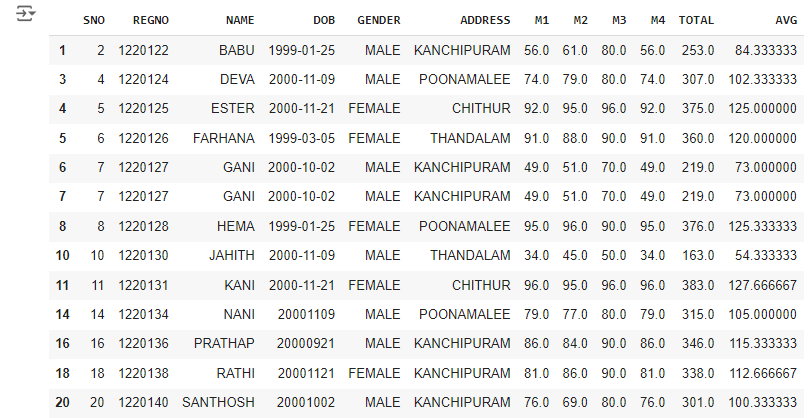 SNO REGNO NAME DOB GENDER ADDRESS M1 M2 M3 M4 TOTAL AVG
1 2 1220122 BABU 1999-01-25 MALE KANCHIPURAM 56.0 61.0 80.0 56.0 253.0 84.333333
3 4 1220124 DEVA 2000-11-09 MALE POONAMALEE 74.0 79.0 80.0 74.0 307.0 102.333333
4 5 1220125 ESTER 2000-11-21 FEMALE CHITHUR 92.0 95.0 96.0 92.0 375.0 125.000000
5 6 1220126 FARHANA 1999-03-05 FEMALE THANDALAM 91.0 88.0 90.0 91.0 360.0 120.000000
6 7 1220127 GANI 2000-10-02 MALE KANCHIPURAM 49.0 51.0 70.0 49.0 219.0 73.000000
7 7 1220127 GANI 2000-10-02 MALE KANCHIPURAM 49.0 51.0 70.0 49.0 219.0 73.000000
8 8 1220128 HEMA 1999-01-25 FEMALE POONAMALEE 95.0 96.0 90.0 95.0 376.0 125.333333
10 10 1220130 JAHITH 2000-11-09 MALE THANDALAM 34.0 45.0 50.0 34.0 163.0 54.333333
11 11 1220131 KANI 2000-11-21 FEMALE CHITHUR 96.0 95.0 96.0 96.0 383.0 127.666667
14 14 1220134 NANI 20001109 MALE POONAMALEE 79.0 77.0 80.0 79.0 315.0 105.000000
16 16 1220136 PRATHAP 20000921 MALE KANCHIPURAM 86.0 84.0 90.0 86.0 346.0 115.333333
18 18 1220138 RATHI 20001121 FEMALE KANCHIPURAM 81.0 86.0 90.0 81.0 338.0 112.666667
20 20 1220140 SANTHOSH 20001002 MALE KANCHIPURAM 76.0 69.0 80.0 76.0 301.0 100.333333